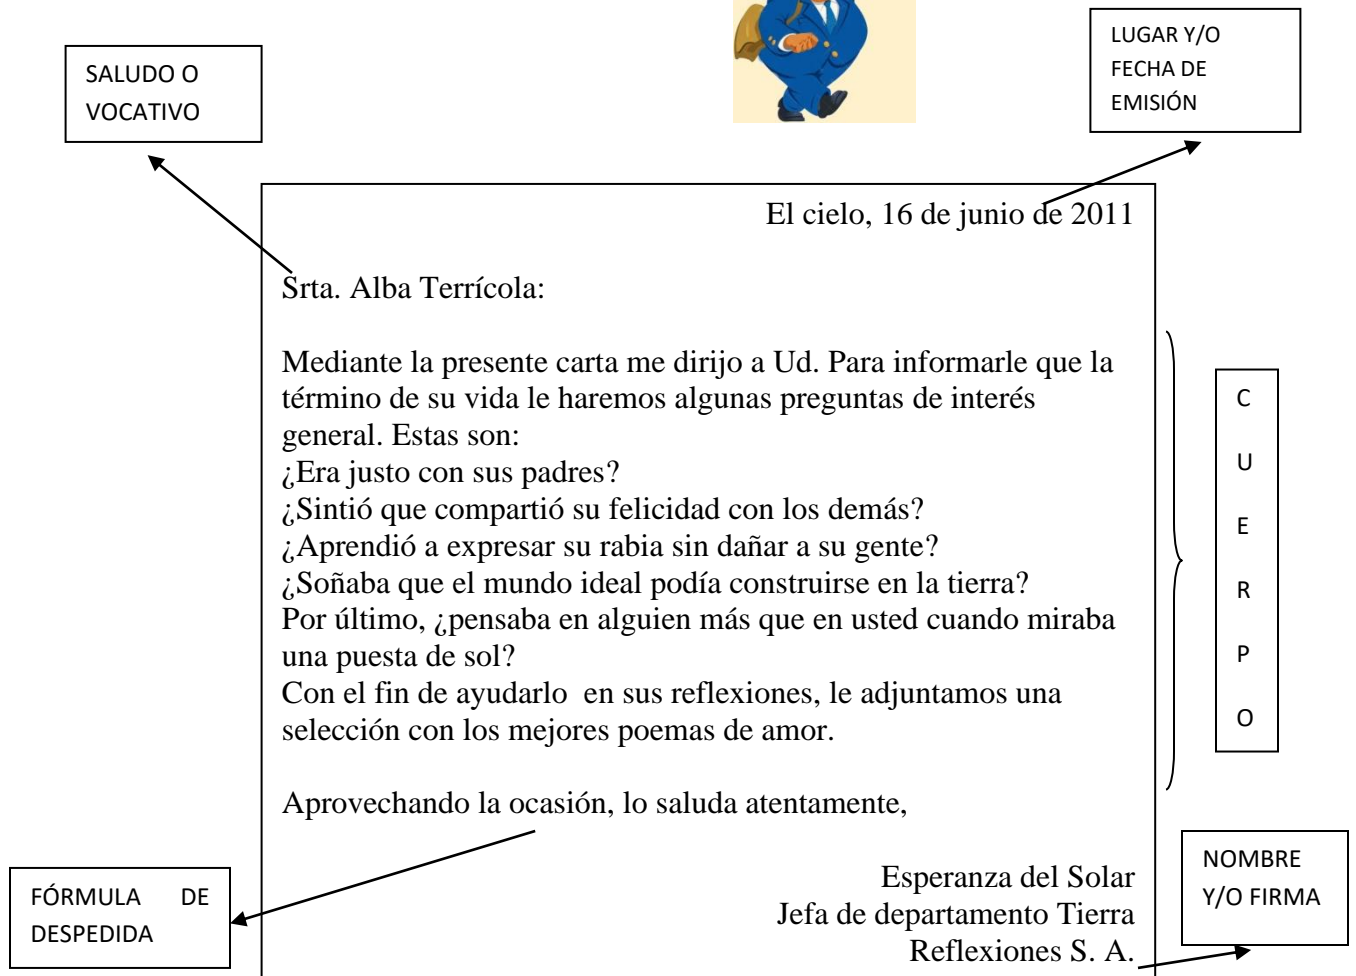 SALUDO O
VOCATIVO
LUGAR Y/O
FECHA DE
EMISIÓN
El cielo, 16 de junio de 2011
Srta. Alba Terrícola:
Mediante la presente carta me dirijo a Ud. Para informarle que la
término de su vida le haremos algunas preguntas de interés
general. Estas son:
¿Era justo con sus padres?
¿Sintió que compartió su felicidad con los demás?
¿Aprendió a expresar su rabia sin dañar a su gente?
¿Soñaba que el mundo ideal podía construirse en la tierra?
Por último, ¿pensaba en alguien más que en usted cuando miraba
una puesta de sol?
Con el fin de ayudarlo  en sus reflexiones, le adjuntamos una
selección con los mejores poemas de amor.
C
U
E
R
P
O
Aprovechando la ocasión, lo saluda atentamente,
FÓRMULA DE
DESPEDIDA
Esperanza del Solar
Jefa de departamento Tierra
Reflexiones S. A.
NOMBRE
Y/O FIRMA